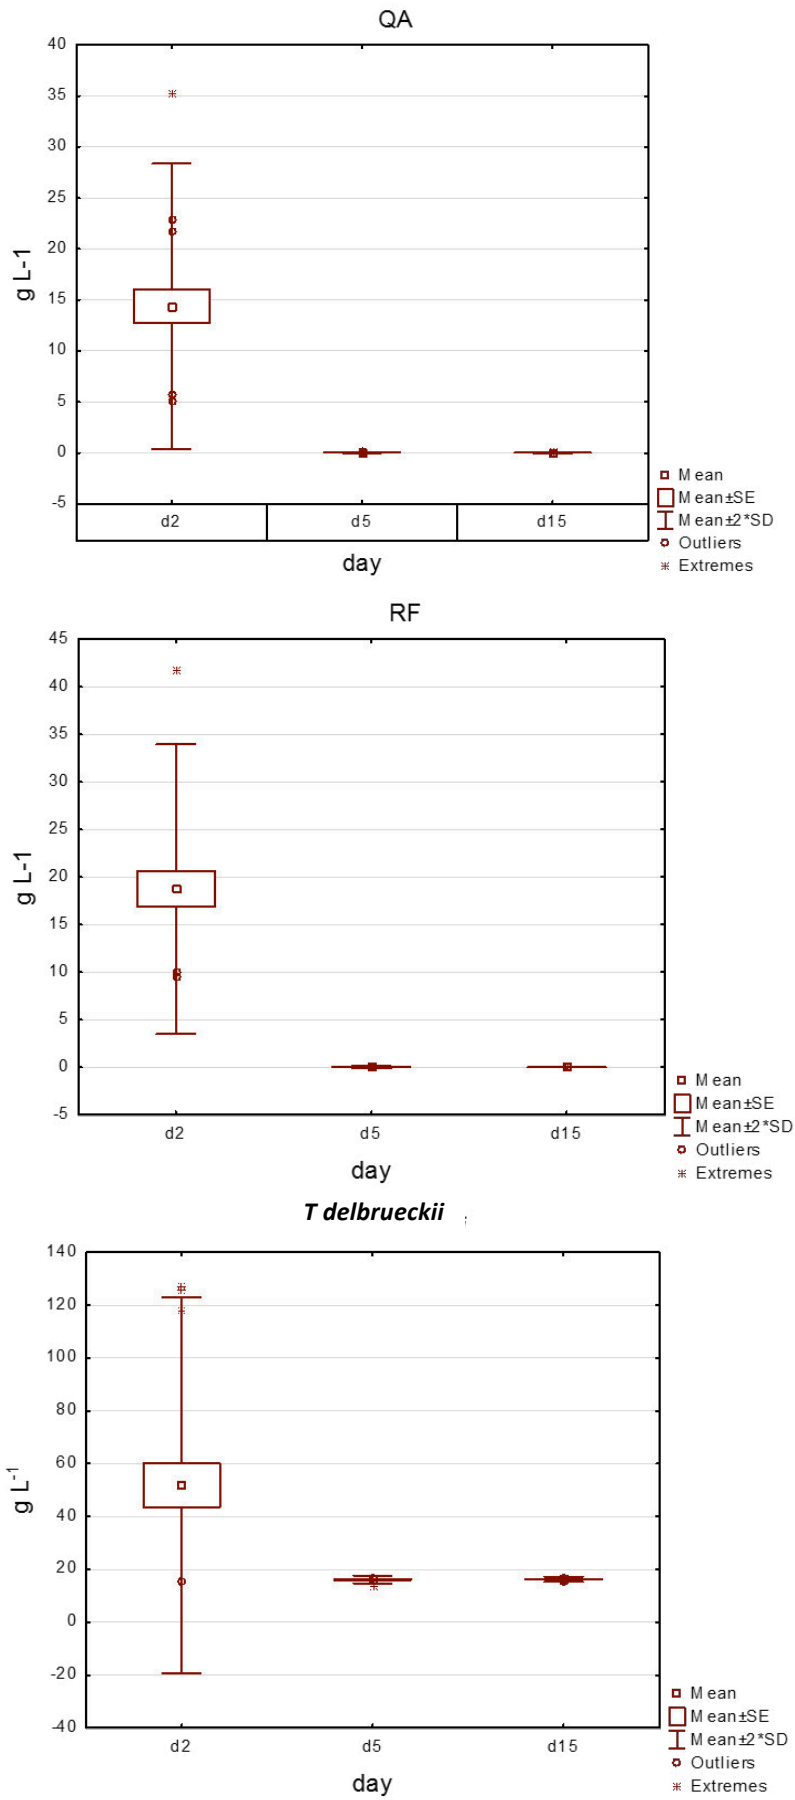 QA
40
35
30
25
20
15
10
5
0
-5
g L-1
d2 d5 d15
day
Mean
Mean±SE
Mean±2*SD
Outliers
Extremes
RF
45
40
35
30
25
20
15
10
5
0
-5
g L-1
d2 d5 d15
day
Mean
Mean±SE
Mean±2*SD
Outliers
Extremes
T delbrueckii
140
120
100
80
60
40
20
0
-20
-40
g L⁻¹
d2 d5 d15
day
Mean
Mean±SE
Mean±2*SD
Outliers
Extremes